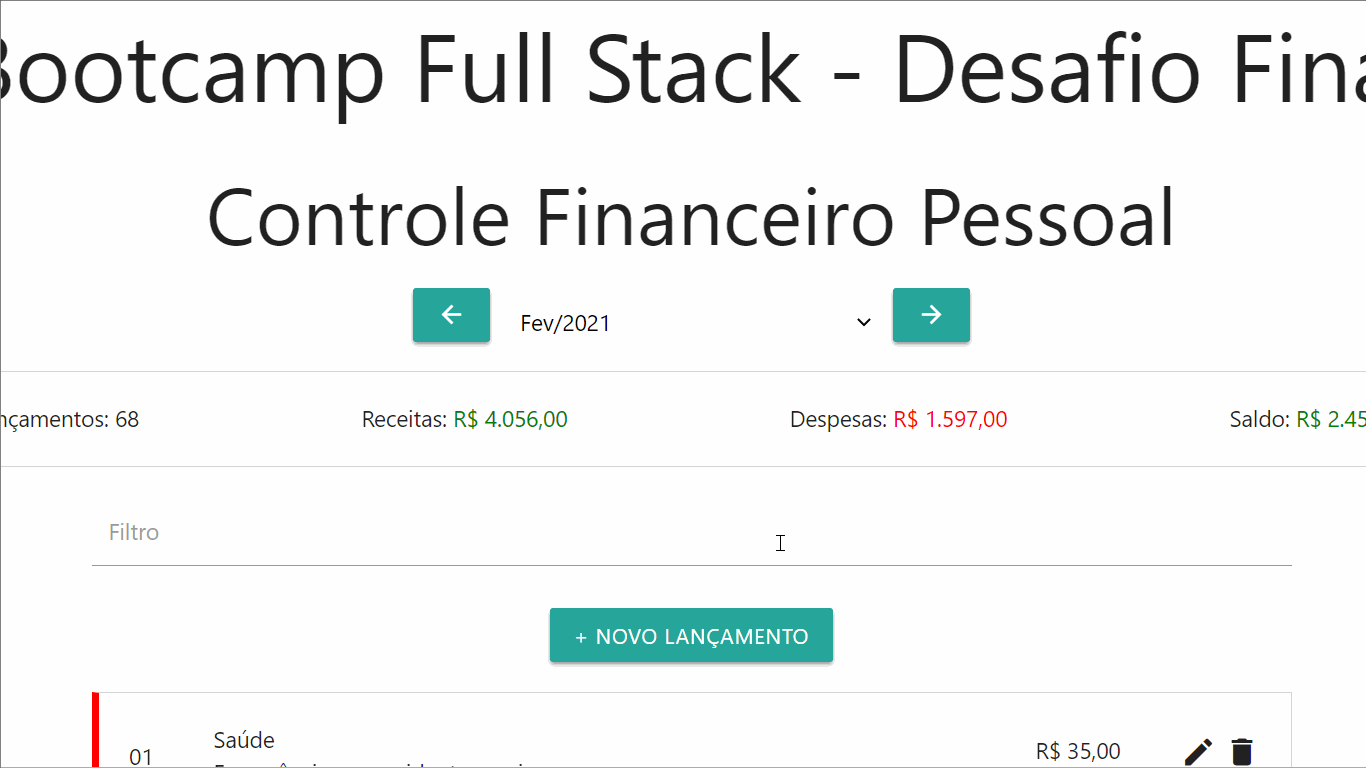 Bootcamp Full Stack - Desafio Fina
Controle Financeiro Pessoal
Fev/2021
nçamentos: 68 Receitas: R$ 4.056,00 Despesas: R$ 1.597,00 Saldo: R$ 2.45
Filtro
+ NOVO LANÇAMENTO
Saúde
01 R$ 35,00